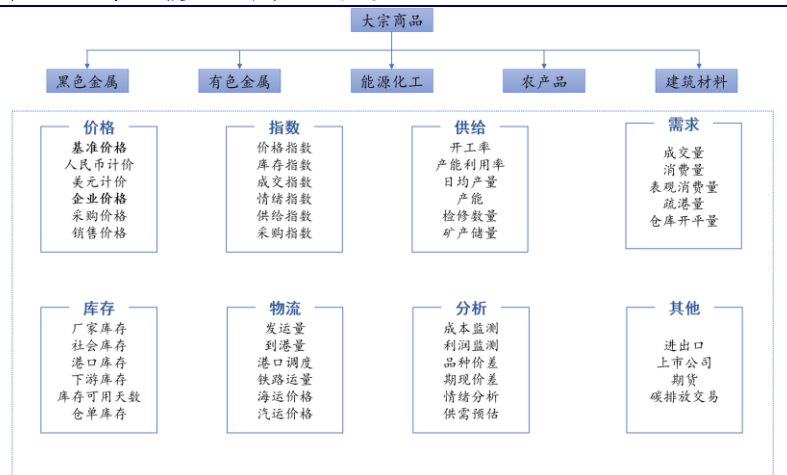 大宗商品
黑色金属
有色金属
能源化工
农产品
建筑材料
价格
基准价格
人民币计价
美元计价
企业价格
采购价格
销售价格
指数
价格指数
库存指数
成交指数
情绪指数
供给指数
采购指数
供给
开工率
产能利用率
日均产量
产能
检修数量
矿产储量
需求
成交量
消费量
表观消费量
疏港量
仓库开平量
库存
厂家库存
社会库存
港口库存
下游库存
库存可用天数
仓单库存
物流
发运量
到港量
港口调度
铁路运量
海运价格
汽运价格
分析
成本监测
利润监测
品种价差
期现价差
情绪分析
供需预估
其他
进出口
上市公司
期货
碳排放交易